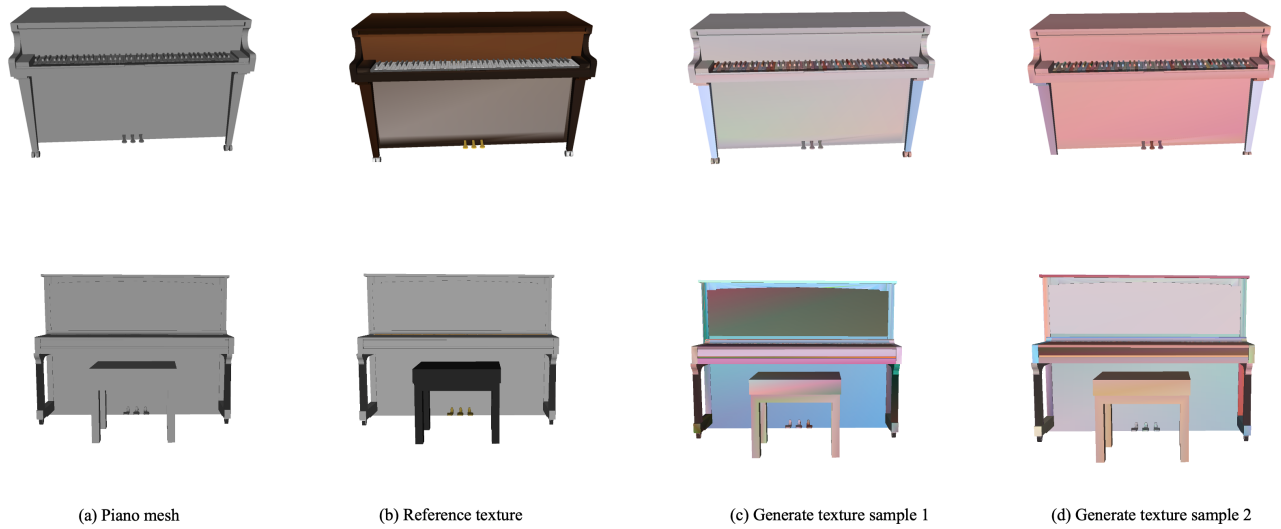 (a) Piano mesh
(b) Reference texture
(c) Generate texture sample 1
(d) Generate texture sample 2